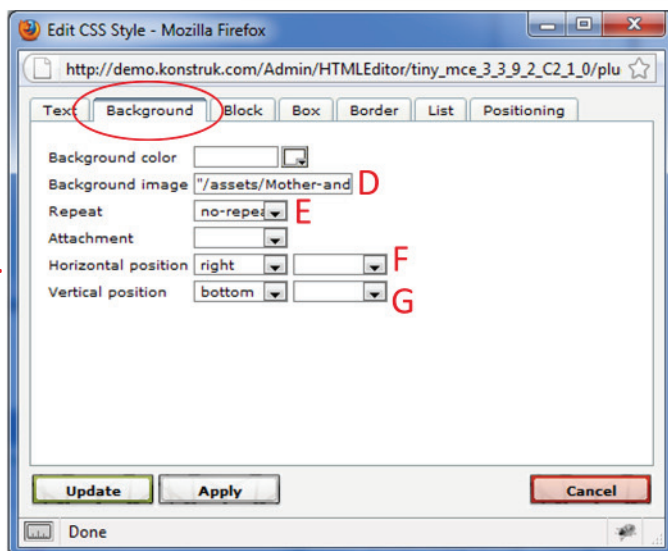 Edit CSS Style - Mozilla Firefox
http://demo.konstruk.com/Admin/HTMLEditor/tiny_mce_3_3_9_2_C2_1_0/plu
Text Background Block Box Border List Positioning
Background color
Background image "/assets/Mother-and D
Repeat no-repea E
Attachment
Horizontal position right F
Vertical position bottom G
Update Apply Cancel
Done